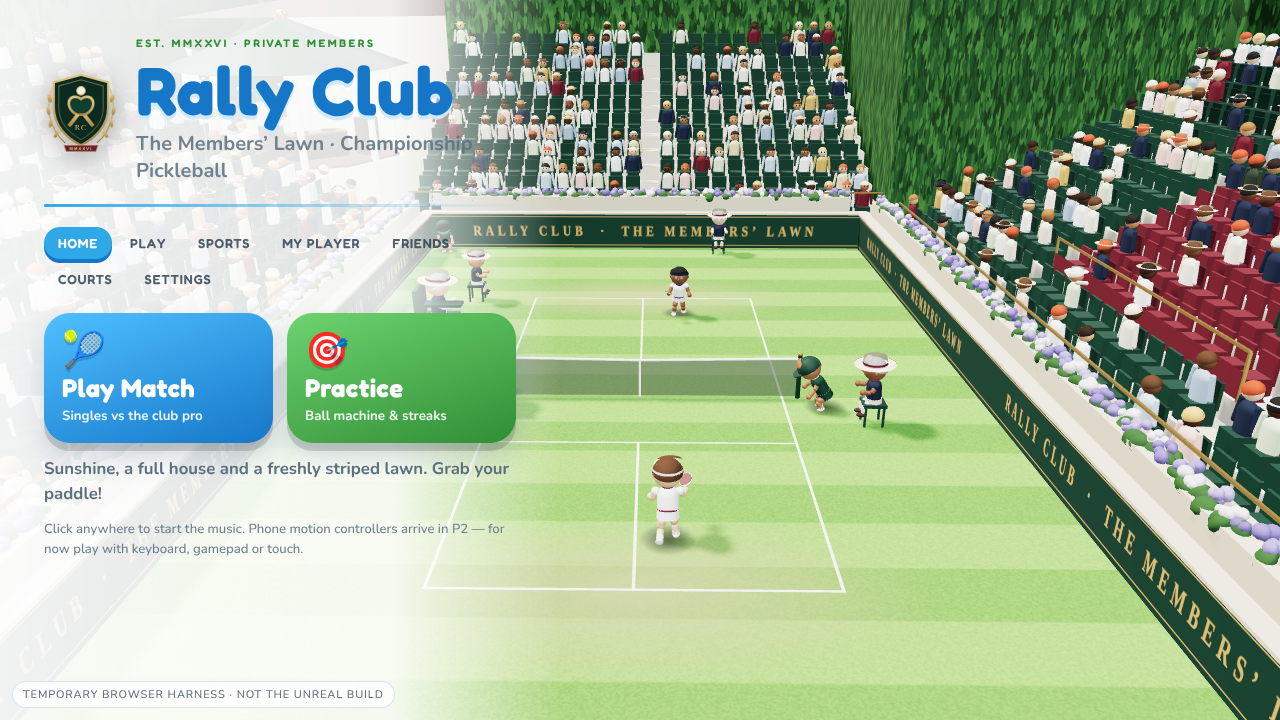 EST. MMXXVI · PRIVATE MEMBERS
Rally Club
The Members’ Lawn · Championship
Pickleball
RC
MMXXVI
HOME
PLAY
SPORTS
MY PLAYER
FRIENDS
COURTS
SETTINGS
Play Match
Singles vs the club pro
Practice
Ball machine & streaks
Sunshine, a full house and a freshly striped lawn. Grab your
paddle!
Click anywhere to start the music. Phone motion controllers arrive in P2 — for
now play with keyboard, gamepad or touch.
TEMPORARY BROWSER HARNESS · NOT THE UNREAL BUILD
RALLY CLUB · THE MEMBERS’ LAWN
RALLY CLUB · THE MEMBERS’ LAWN
RALLY CLUB · THE MEMBERS’
CLUB